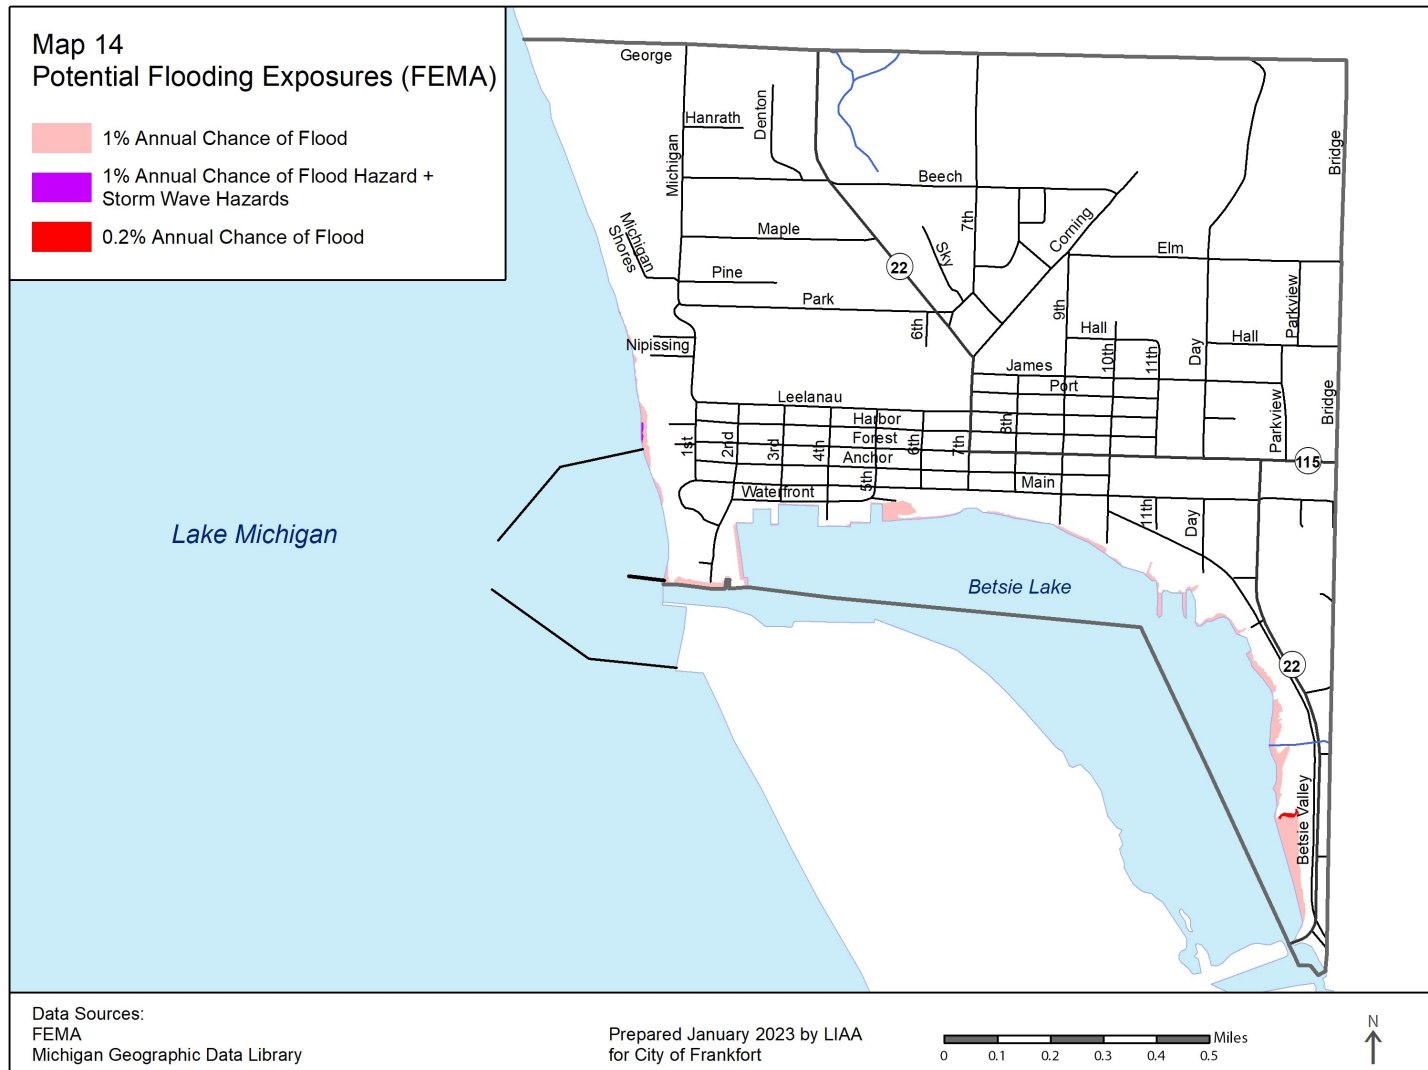 Map 14
Potential Flooding Exposures (FEMA)
1% Annual Chance of Flood
1% Annual Chance of Flood Hazard +
Storm Wave Hazards
0.2% Annual Chance of Flood
George
Hanrath
Denton
Michigan
Beech
Bridge
Michigan
Shores
Maple
Sky
7th
Corning
Elm
22
Pine
Park
6th
9th
Hall
10th
11th
Day
Hall
Parkview
Nipissing
James
Port
Leelanau
Harbor
Forest
Anchor
1st
2nd
3rd
4th
5th
6th
7th
8th
Parkview
Bridge
115
Main
Waterfront
11th
Day
Lake Michigan
Betsie Lake
22
Betsie Valley
Data Sources:
FEMA
Michigan Geographic Data Library
Prepared January 2023 by LIAA
for City of Frankfort
Miles
0 0.1 0.2 0.3 0.4 0.5
N